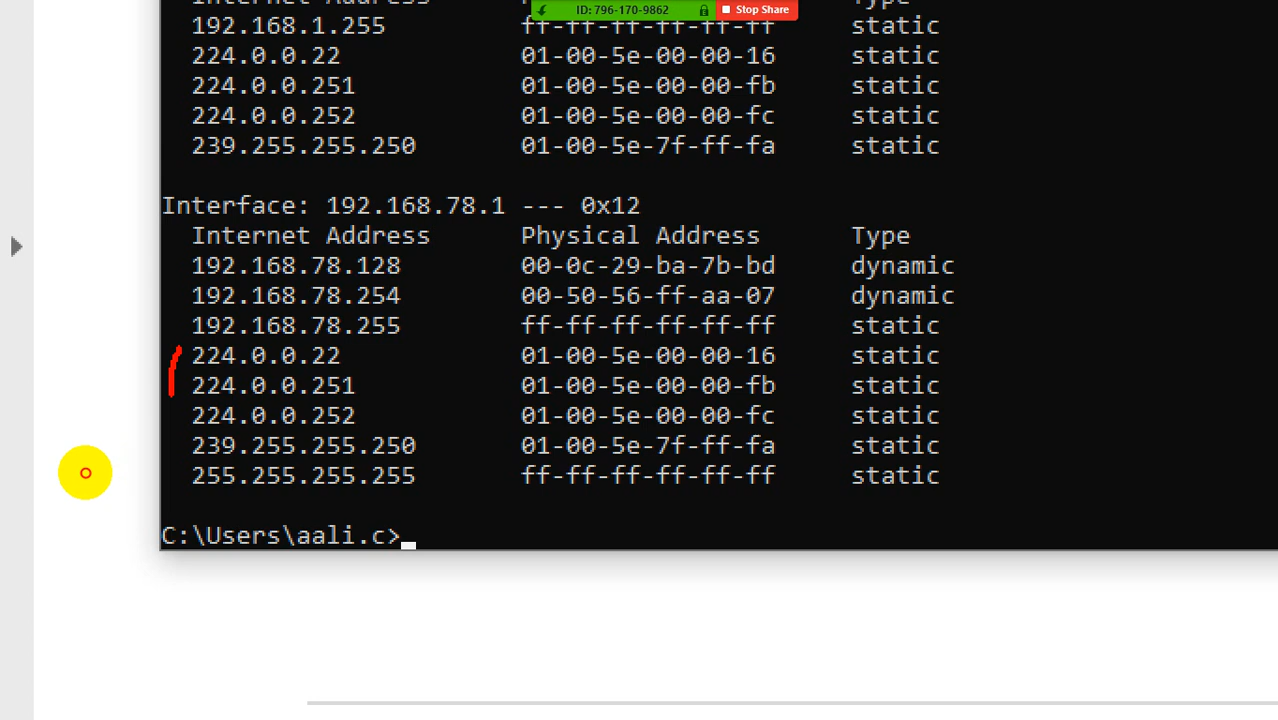 Internet Address Type
ID: 796-170-9862 Stop Share
192.168.1.255 ff-ff-ff-ff-ff-ff static
224.0.0.22 01-00-5e-00-00-16 static
224.0.0.251 01-00-5e-00-00-fb static
224.0.0.252 01-00-5e-00-00-fc static
239.255.255.250 01-00-5e-7f-ff-fa static
Interface: 192.168.78.1 --- 0x12
Internet Address Physical Address Type
192.168.78.128 00-0c-29-ba-7b-bd dynamic
192.168.78.254 00-50-56-ff-aa-07 dynamic
192.168.78.255 ff-ff-ff-ff-ff-ff static
224.0.0.22 01-00-5e-00-00-16 static
224.0.0.251 01-00-5e-00-00-fb static
224.0.0.252 01-00-5e-00-00-fc static
239.255.255.250 01-00-5e-7f-ff-fa static
255.255.255.255 ff-ff-ff-ff-ff-ff static
C:\Users\aali.c>